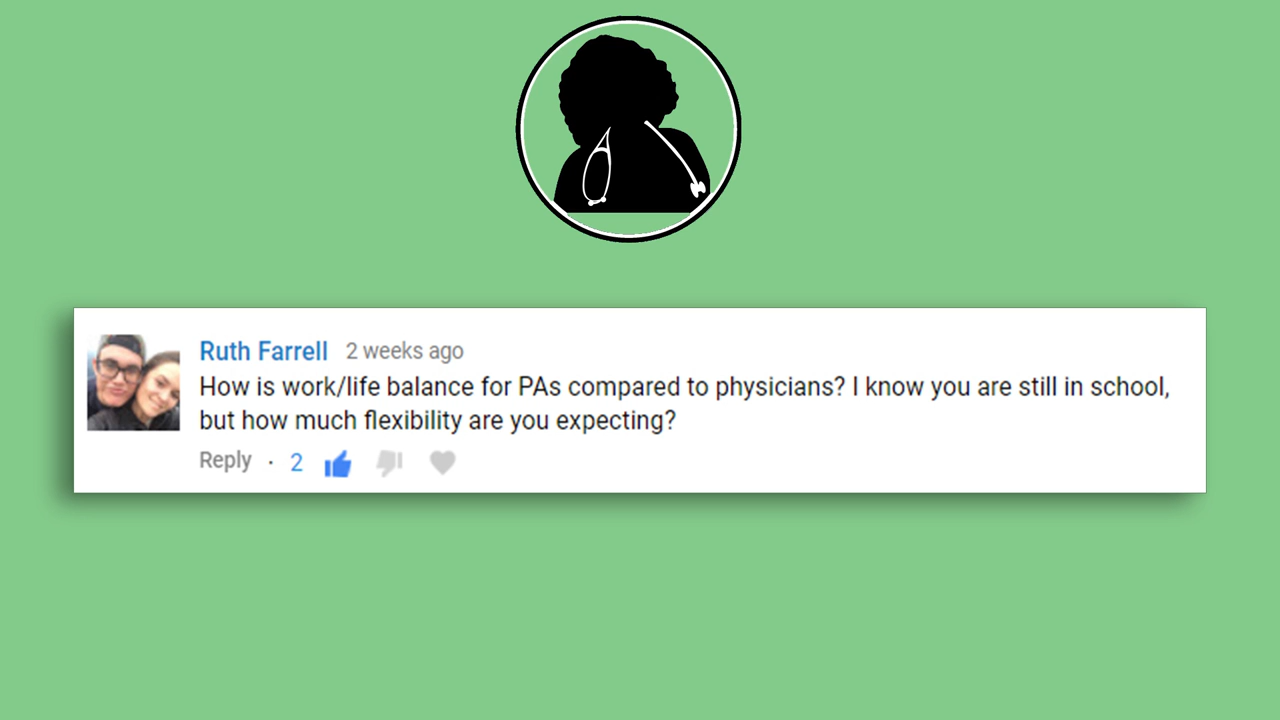 Ruth Farrell 2 weeks ago
How is work/life balance for PAs compared to physicians? I know you are still in school,
but how much flexibility are you expecting?
Reply · 2